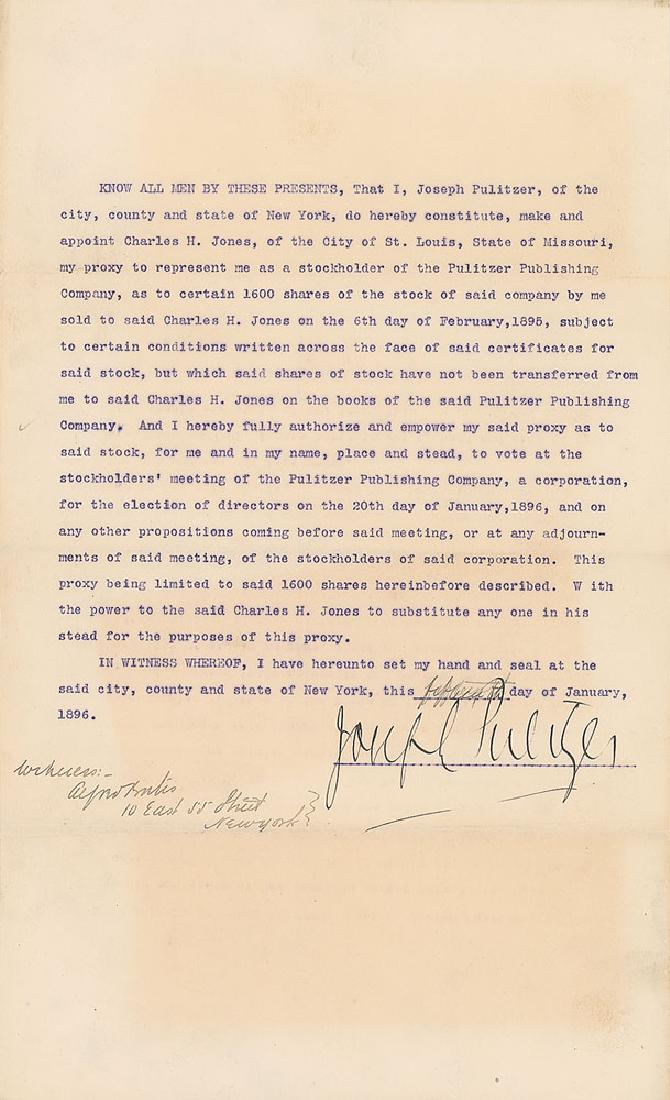 KNOW ALL MEN BY THESE PRESENTS, That I, Joseph Pulitzer, of the
city, county and state of New York, do hereby constitute, make and
appoint Charles H. Jones, of the City of St. Louis, State of Missouri,
my proxy to represent me as a stockholder of the Pulitzer Publishing
Company, as to certain 1600 shares of the stock of said company by me
sold to said Charles H. Jones on the 6th day of February,1895, subject
to certain conditions written across the face of said certificates for
said stock, but which said shares of stock have not been transferred from
me to said Charles H. Jones on the books of the said Pulitzer Publishing
Company. And I hereby fully authorize and empower my said proxy as to
said stock, for me and in my name, place and stead, to vote at the
stockholders' meeting of the Pulitzer Publishing Company, a corporation,
for the election of directors on the 20th day of January,1896, and on
any other propositions coming before said meeting, or at any adjourn-
ments of said meeting, of the stockholders of said corporation. This
proxy being limited to said 1600 shares hereinbefore described. W ith
the power to the said Charles H. Jones to substitute any one in his
stead for the purposes of this proxy.
IN WITNESS WHEREOF, I have hereunto set my hand and seal at the
said city, county and state of New York, this day of January,
1896.
Joseph Pulitzer
Witness:-
10 East 55 Street
New York